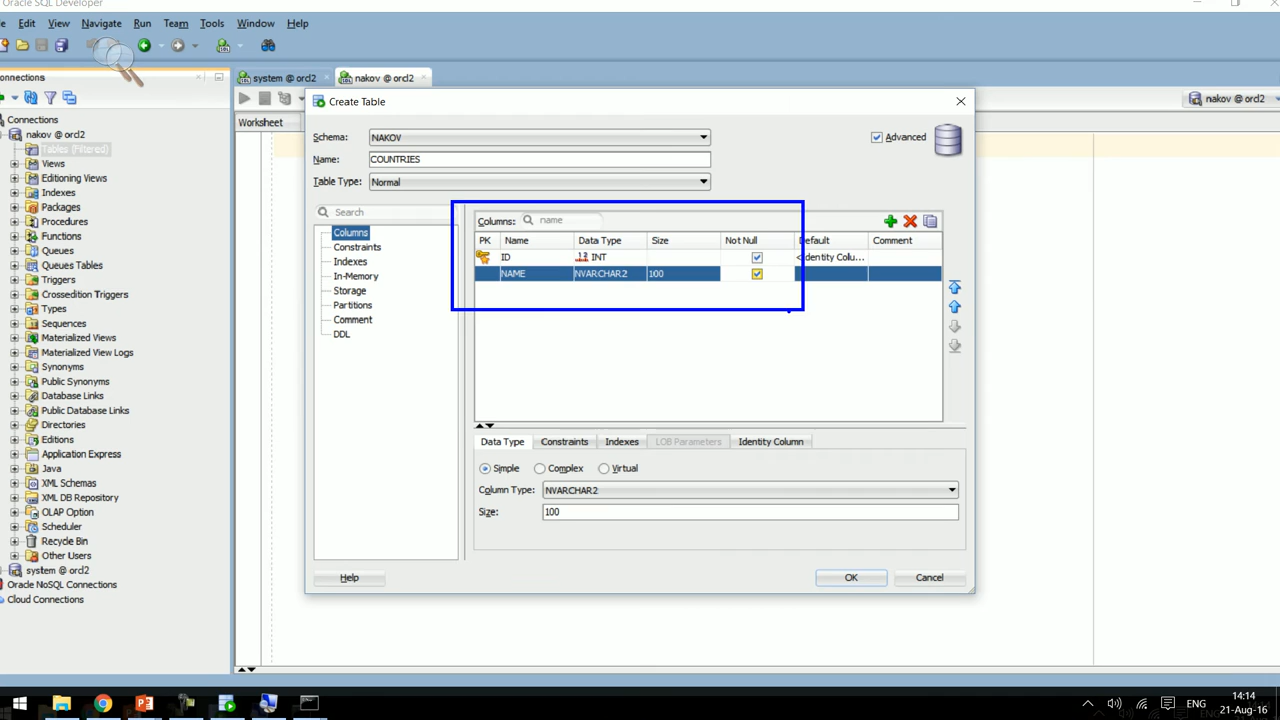 Oracle SQL Developer
Edit View Navigate Run Team Tools Window Help
onnections
system @ orcl2
nakov @ orcl2
Connections
nakov @ orcl2
Tables (Filtered)
Views
Editioning Views
Indexes
Packages
Procedures
Functions
Queues
Queues Tables
Triggers
Crossedition Triggers
Types
Sequences
Materialized Views
Materialized View Logs
Synonyms
Public Synonyms
Database Links
Public Database Links
Directories
Editions
Application Express
Java
XML Schemas
XML DB Repository
OLAP Option
Scheduler
Recycle Bin
Other Users
system @ orcl2
Oracle NoSQL Connections
Cloud Connections
Worksheet
nakov @ orcl2
Create Table
Schema: NAKOV
Advanced
Name: COUNTRIES
Table Type: Normal
Search
Columns
Constraints
Indexes
In-Memory
Storage
Partitions
Comment
DDL
Columns: name
PK Name Data Type Size Not Null Default Comment
ID INT <Identity Colu...
NAME NVARCHAR2 100
Data Type Constraints Indexes LOB Parameters Identity Column
Simple Complex Virtual
Column Type: NVARCHAR2
Size: 100
Help OK Cancel
ENG
14:14
21-Aug-16